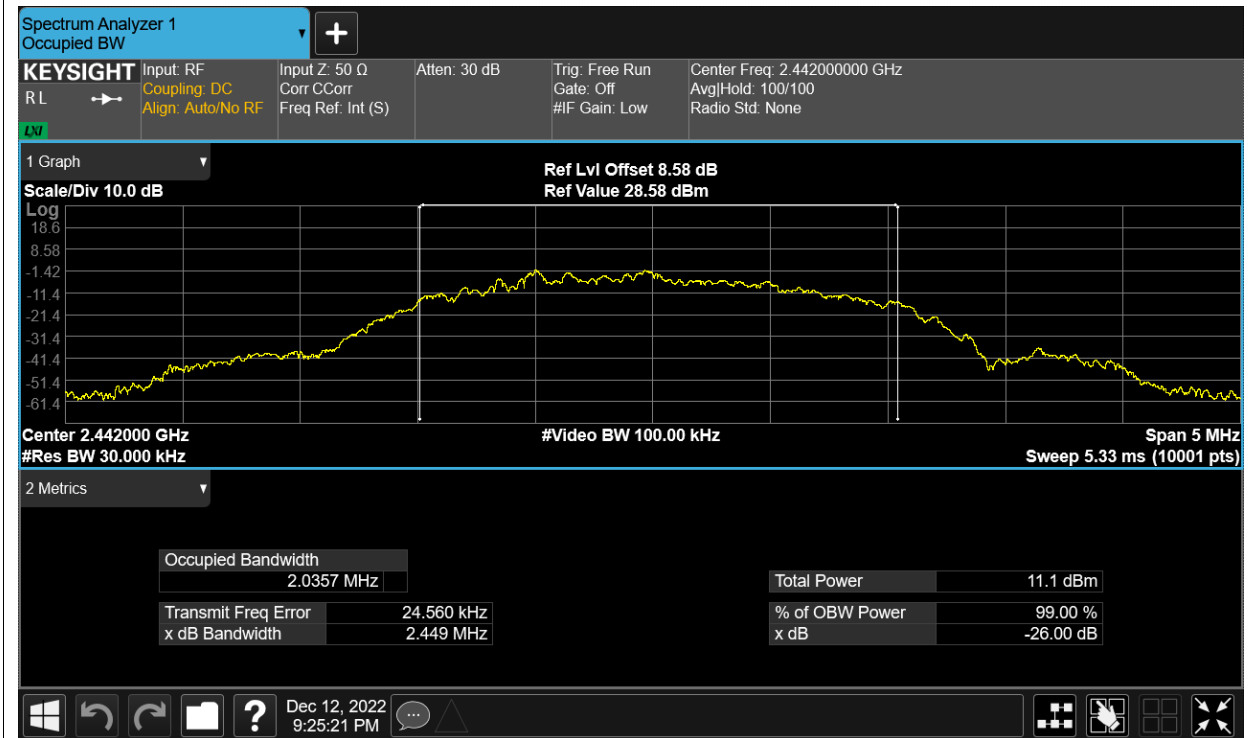 Spectrum Analyzer 1
Occupied BW
KEYSIGHT
R L
LXI
Input: RF
Coupling: DC
Align: Auto/No RF
Input Z: 50 Ω
Corr CCorr
Freq Ref: Int (S)
Atten: 30 dB
Trig: Free Run
Gate: Off
#IF Gain: Low
Center Freq: 2.442000000 GHz
Avg|Hold: 100/100
Radio Std: None
1 Graph
Scale/Div 10.0 dB
Ref Lvl Offset 8.58 dB
Ref Value 28.58 dBm
Log
18.6
8.58
-1.42
-11.4
-21.4
-31.4
-41.4
-51.4
-61.4
Center 2.442000 GHz
#Video BW 100.00 kHz
Span 5 MHz
#Res BW 30.000 kHz
Sweep 5.33 ms (10001 pts)
2 Metrics
Occupied Bandwidth
2.0357 MHz
Transmit Freq Error 24.560 kHz
x dB Bandwidth 2.449 MHz
Total Power 11.1 dBm
% of OBW Power 99.00 %
x dB -26.00 dB
?
Dec 12, 2022
9:25:21 PM